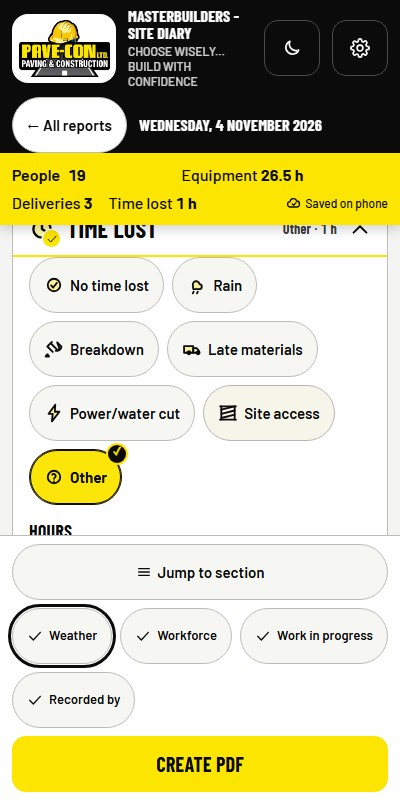 PAVE-CON LTD.
PAVING & CONSTRUCTION
MASTERBUILDERS -
SITE DIARY
CHOOSE WISELY...
BUILD WITH
CONFIDENCE
← All reports
WEDNESDAY, 4 NOVEMBER 2026
People 19
Equipment 26.5 h
Deliveries 3
Time lost 1 h
Saved on phone
TIME LOST
Other · 1 h
No time lost
Rain
Breakdown
Late materials
Power/water cut
Site access
Other
HOURS
Jump to section
Weather
Workforce
Work in progress
Recorded by
CREATE PDF